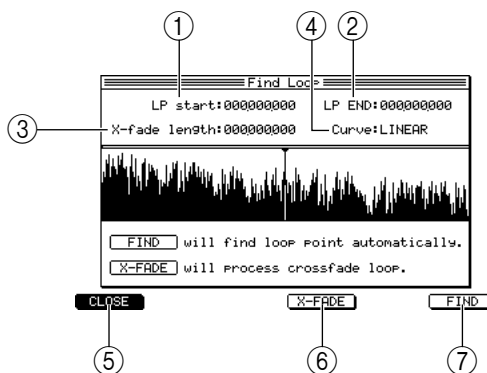 ① ④ ②
Find Loop
LP start:000000000 LP END:000000000
③ X-fade length:000000000 Curve:LINEAR
FIND will find loop point automatically.
X-FADE will process crossfade loop.
CLOSE X-FADE FIND
⑤ ⑥ ⑦